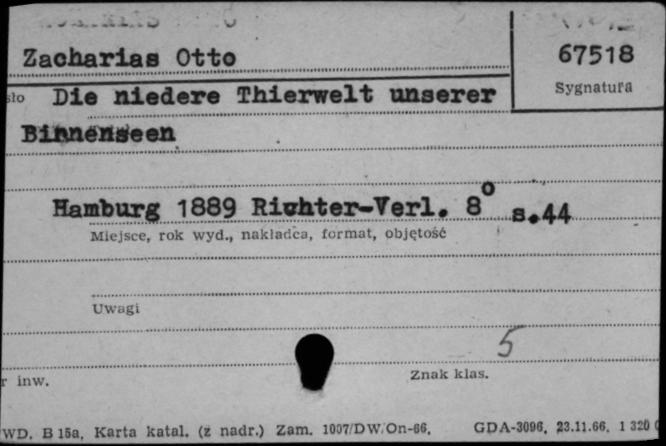 Zacharias Otto
67518
Sygnatura
sło Die niedere Thierwelt unserer
Binnenseen
Hamburg 1889 Richter-Verl. 8° s.44
Miejsce, rok wyd., nakładca, format, objętość
Uwagi
5
r inw.
Znak klas.
WD. B 15a, Karta katal. (z nadr.) Zam. 1007/DW/On-66. GDA-3096, 23.11.66, 1 320 0